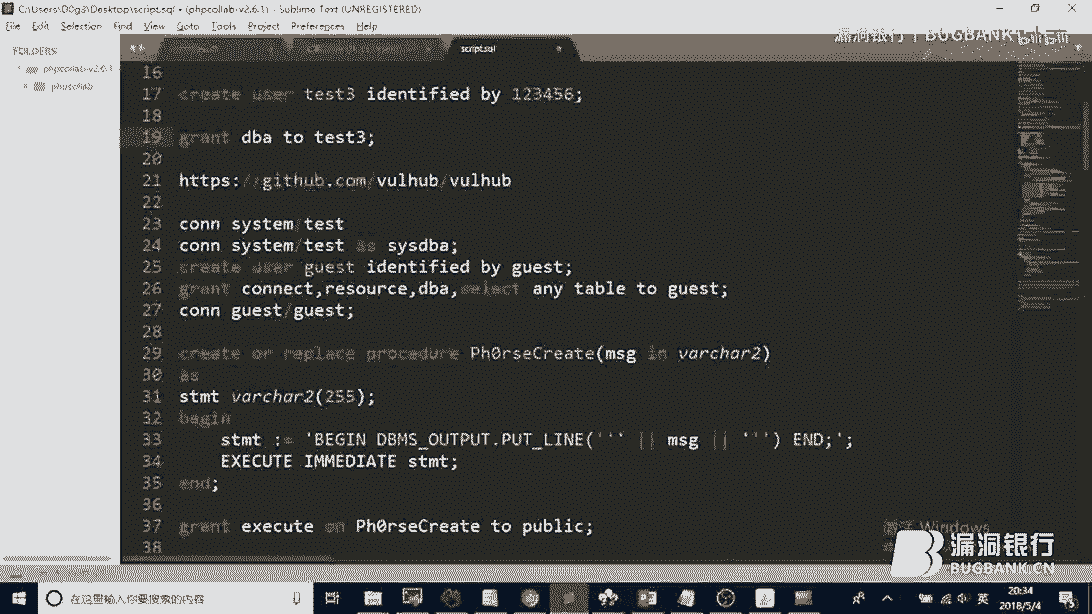 C:\Users\D0g3\Desktop\script.sql • (phpcollab-v2.6.1) - Sublime Text (UNREGISTERED)
File Edit Selection Find View Goto Tools Project Preferences Help
漏洞银行 | BUGBANK
bilibili
FOLDERS
phpcollab-v2.6.1
phpcollab
script.sql
16
17 create user test3 identified by 123456;
18
19 grant dba to test3;
20
21 https://github.com/vulhub/vulhub
22
23 conn system/test
24 conn system/test as sysdba;
25 create user guest identified by guest;
26 grant connect,resource,dba,select any table to guest;
27 conn guest/guest;
28
29 create or replace procedure Ph0rseCreate(msg in varchar2)
30 as
31 stmt varchar2(255);
32 begin
33 stmt := 'BEGIN DBMS_OUTPUT.PUT_LINE(''' || msg || ''') END;';
34 EXECUTE IMMEDIATE stmt;
35 end;
36
37 grant execute on Ph0rseCreate to public;
38
Windows
漏洞银行
BUGBANK.CN
在这里输入你要搜索的内容
英
20:34
2018/5/4